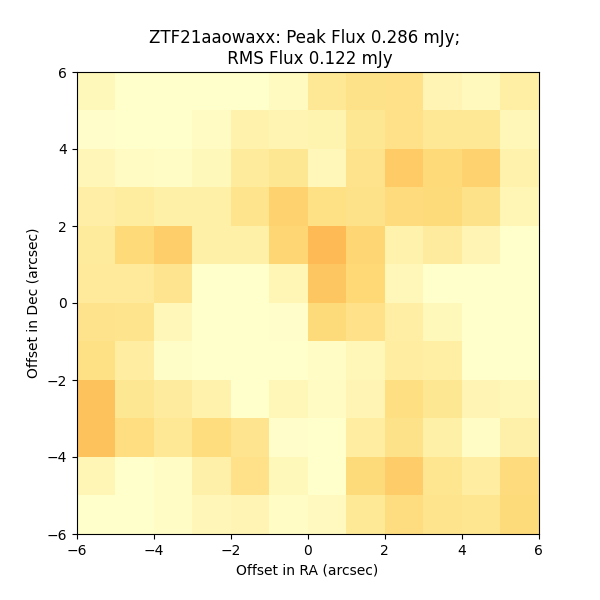 ZTF21aaowaxx: Peak Flux 0.286 mJy;
RMS Flux 0.122 mJy
6
4
2
0
−2
−4
−6
Offset in Dec (arcsec)
−6 −4 −2 0 2 4 6
Offset in RA (arcsec)